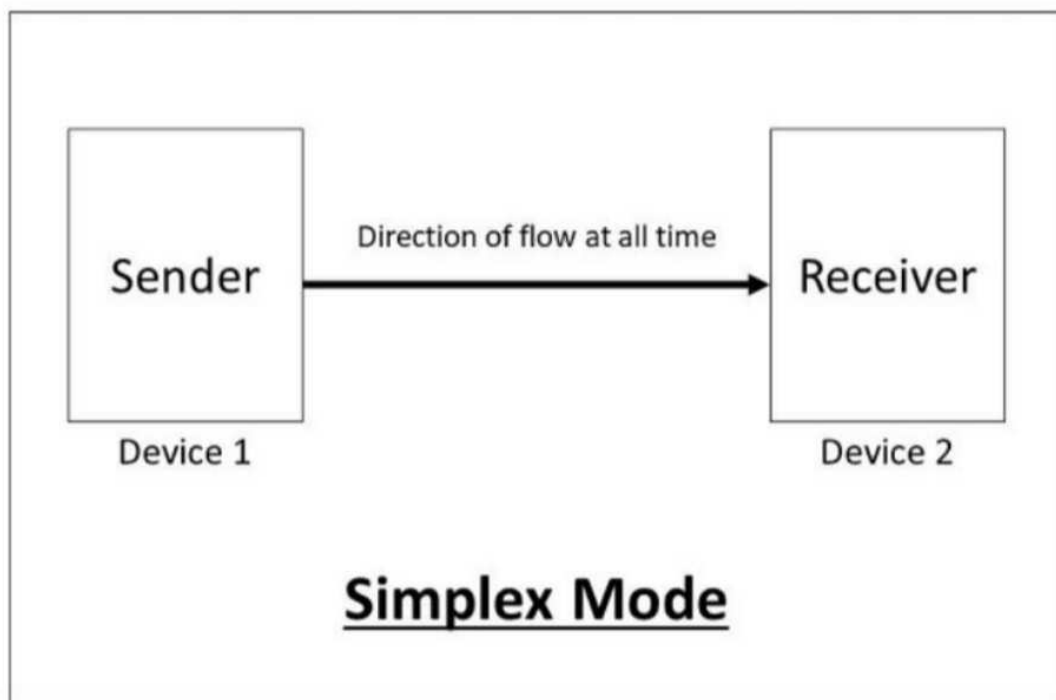 Direction of flow at all time
Sender
Receiver
Device 1
Device 2
Simplex Mode